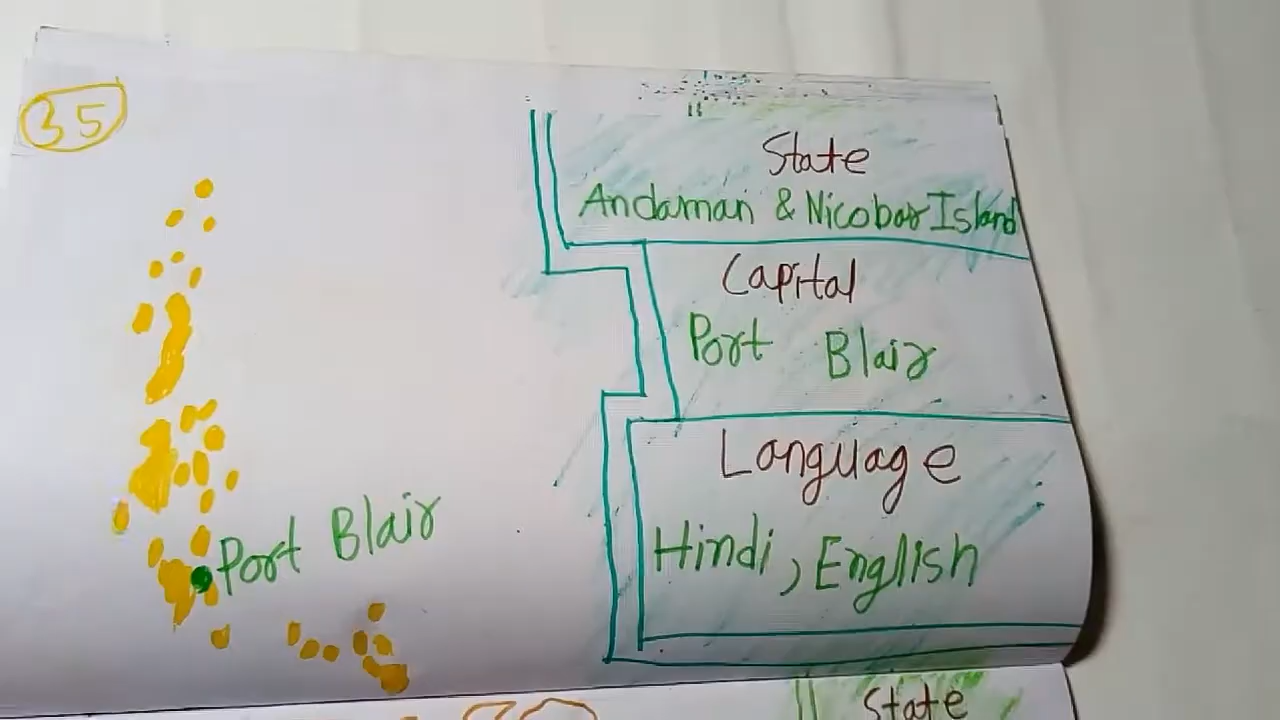 35
State
Andaman & Nicobar Island
Capital
Port Blair
Language
Hindi, English
Port Blair
State